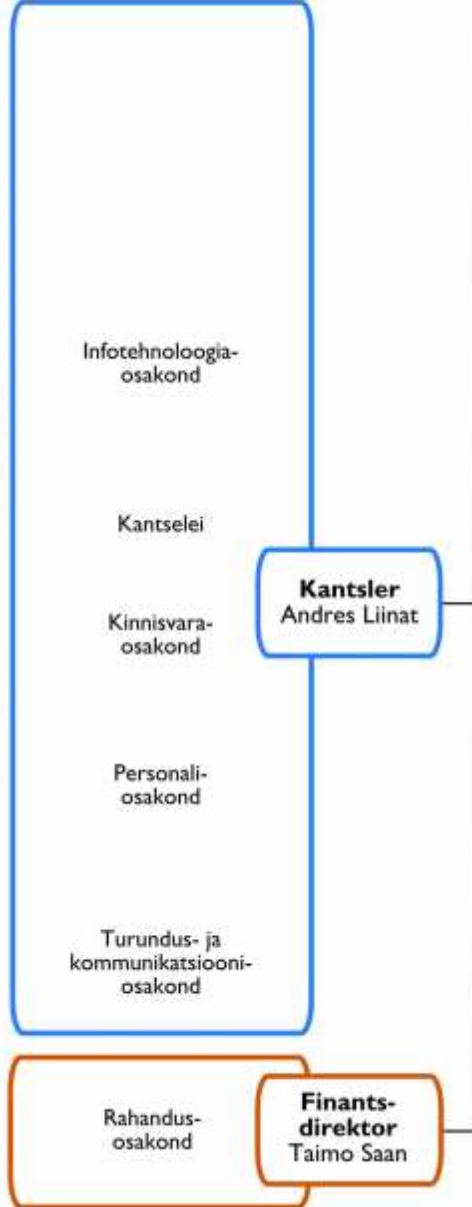 Infotehnoloogia-
osakond
Kantselei
Kantsler
Andres Liinat
Kinnisvara-
osakond
Personali-
osakond
Turundus- ja
kommunikatsiooni-
osakond
Rahandus-
osakond
Finants-
direktor
Taimo Saan